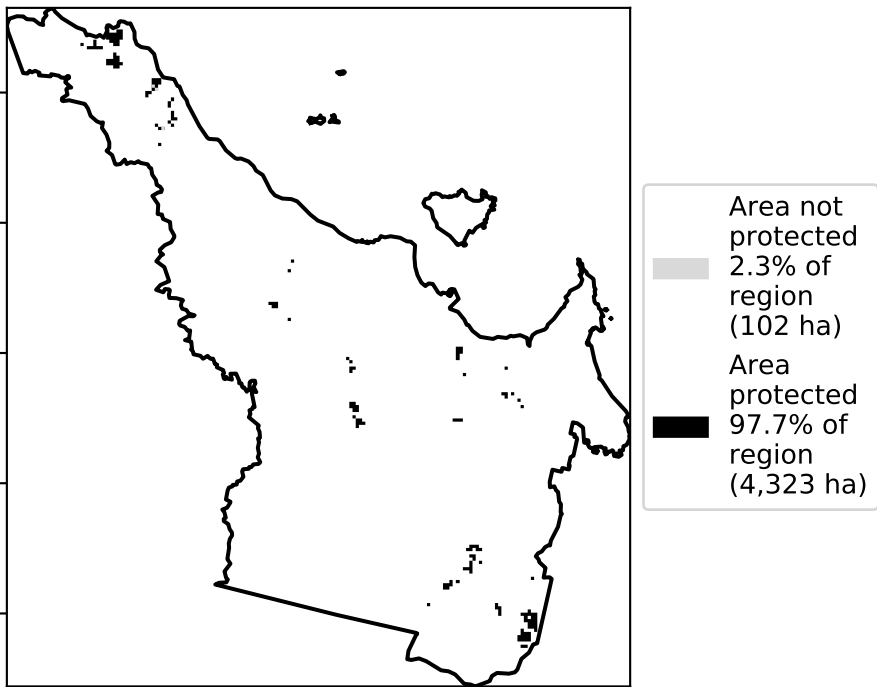 Area not
protected
2.3% of
region
(102 ha)
Area
protected
97.7% of
region
(4,323 ha)